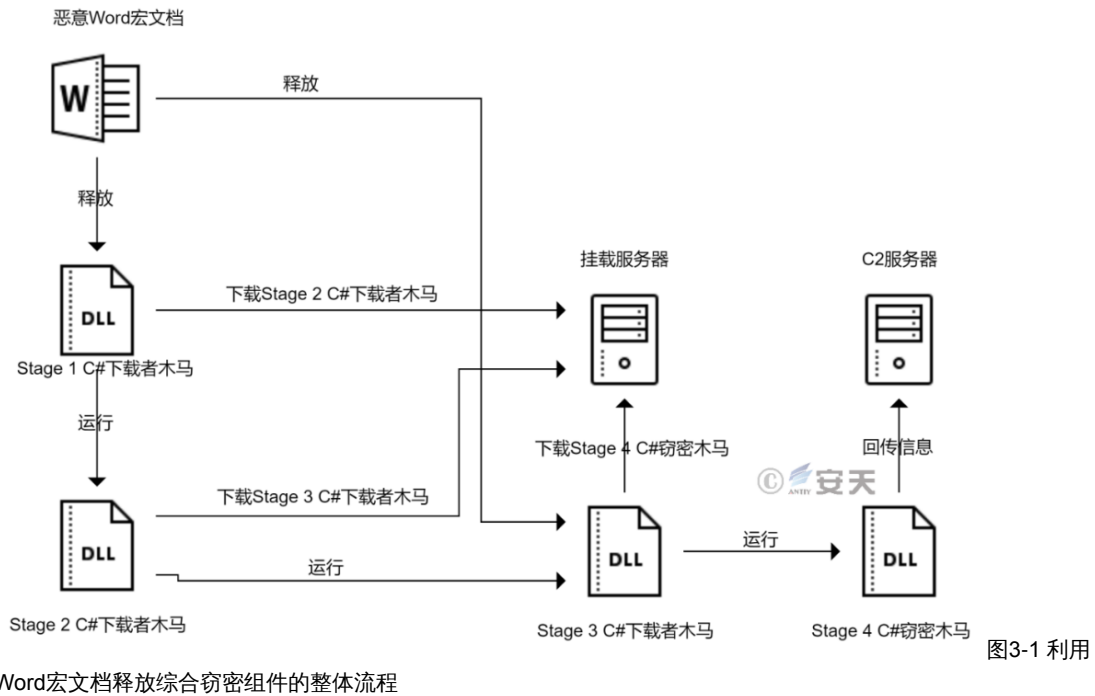 恶意Word宏文档
W
释放
释放
挂载服务器
C2服务器
下载Stage 2 C#下载者木马
DLL
Stage 1 C#下载者木马
运行
下载Stage 4 C#窃密木马
回传信息
© 安天
ANTIY
下载Stage 3 C#下载者木马
DLL
运行
DLL
运行
DLL
Stage 2 C#下载者木马
Stage 3 C#下载者木马
Stage 4 C#窃密木马
图3-1 利用
Word宏文档释放综合窃密组件的整体流程